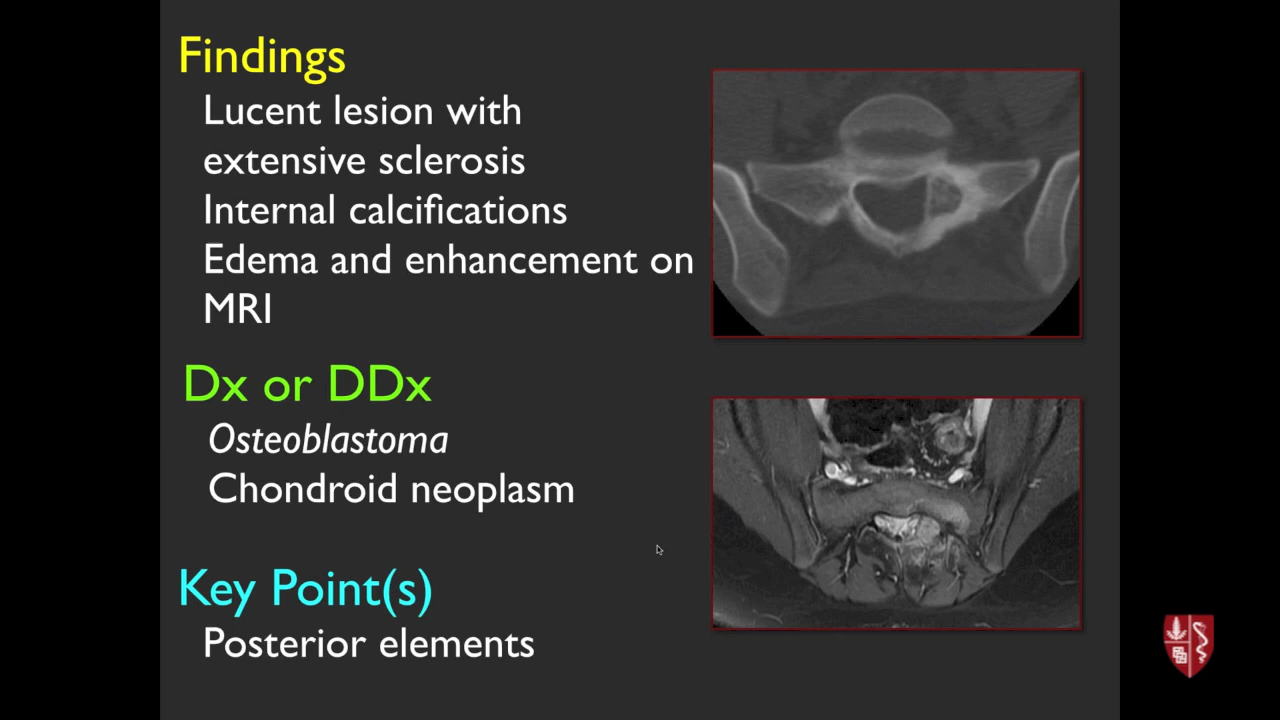 Findings
Lucent lesion with
extensive sclerosis
Internal calcifications
Edema and enhancement on
MRI
Dx or DDx
Osteoblastoma
Chondroid neoplasm
Key Point(s)
Posterior elements